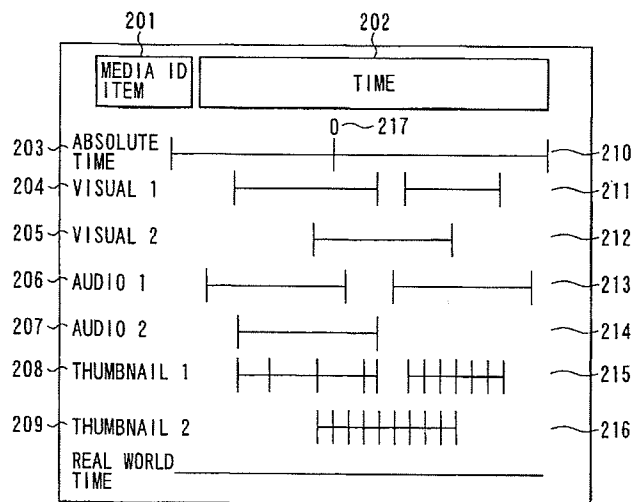 201 202
MEDIA ID ITEM TIME
0 217
203 ABSOLUTE TIME 210
204 VISUAL 1 211
205 VISUAL 2 212
206 AUDIO 1 213
207 AUDIO 2 214
208 THUMBNAIL 1 215
209 THUMBNAIL 2 216
REAL WORLD TIME